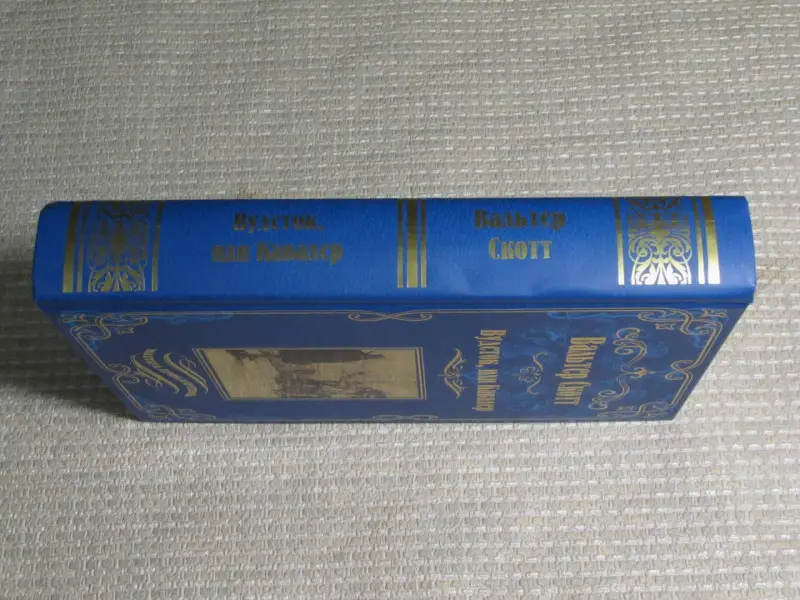 Вудсток,
или Кавалер
Вальтер
Скотт
Вальтер Скотт
Вудсток, или Кавалер